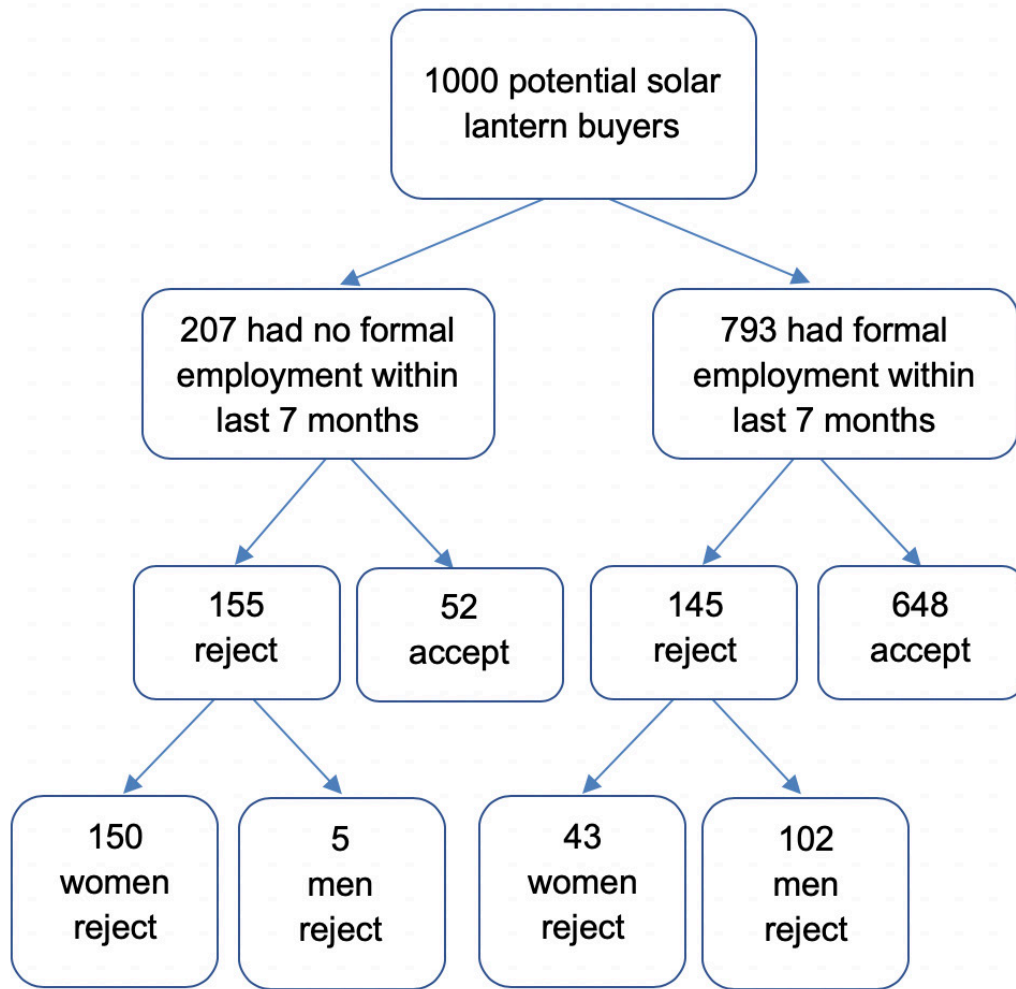 1000 potential solar
lantern buyers
207 had no formal
employment within
last 7 months
793 had formal
employment within
last 7 months
155
reject
52
accept
145
reject
648
accept
150
women
reject
5
men
reject
43
women
reject
102
men
reject